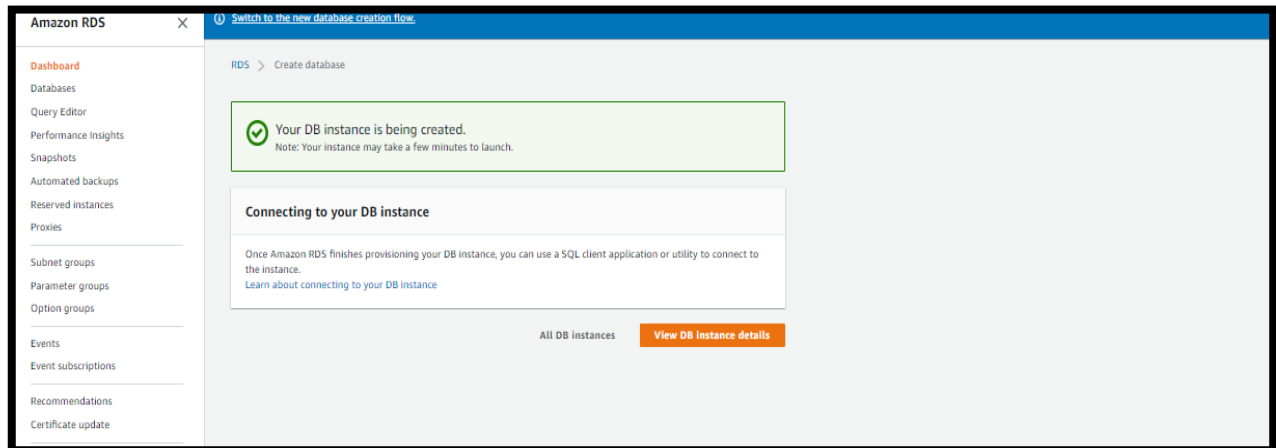 Amazon RDS
Switch to the new database creation flow.
Dashboard
Databases
Query Editor
Performance Insights
Snapshots
Automated backups
Reserved instances
Proxies
Subnet groups
Parameter groups
Option groups
Events
Event subscriptions
Recommendations
Certificate update
RDS > Create database
Your DB instance is being created.
Note: Your instance may take a few minutes to launch.
Connecting to your DB instance
Once Amazon RDS finishes provisioning your DB instance, you can use a SQL client application or utility to connect to
the instance.
Learn about connecting to your DB instance
All DB instances
View DB instance details